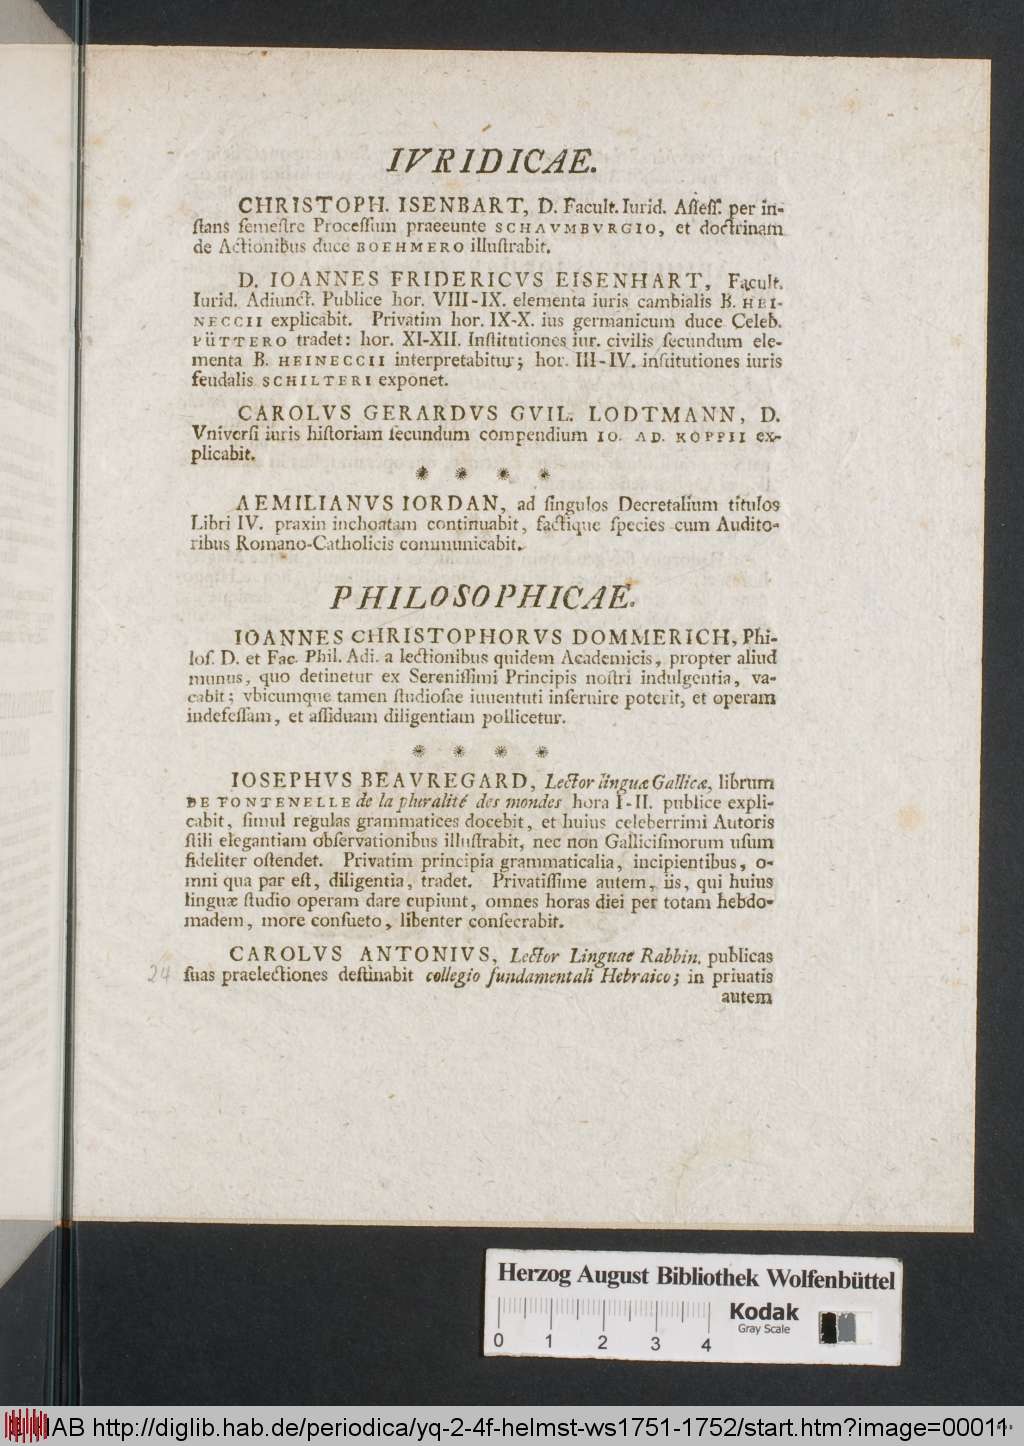 IVRIDICAE.
CHRISTOPH. ISENBART, D. Facult. Iurid. Aſſeſſ. per in-
ſtans ſemeſtre Proceſſum praeeunte SCHAVMBVRGIO, et doctrinam
de Actionibus duce BOEHMERO illuſtrabit.
D. IOANNES FRIDERICVS EISENHART, Facult.
Iurid. Adiunct. Publice hor. VIII-IX. elementa iuris cambialis B. HEI-
NECCII explicabit. Privatim hor. IX-X. ius germanicum duce Celeb.
PÜTTERO tradet: hor. XI-XII. Inſtitutiones iur. civilis ſecundum ele-
menta B. HEINECCII interpretabitur; hor. III-IV. inſtitutiones iuris
feudalis SCHILTERI exponet.
CAROLVS GERARDVS GVIL. LODTMANN, D.
Vniverſi iuris hiſtoriam ſecundum compendium IO. AD. KOPPII ex-
plicabit.
* * * *
AEMILIANVS IORDAN, ad ſingulos Decretalium titulos
Libri IV. praxin inchoatam continuabit, factique ſpecies cum Audito-
ribus Romano-Catholicis communicabit.
PHILOSOPHICAE.
IOANNES CHRISTOPHORVS DOMMERICH, Phi-
loſ. D. et Fac. Phil. Adi. a lectionibus quidem Academicis, propter aliud
munus, quo detinetur ex Sereniſſimi Principis noſtri indulgentia, va-
cabit; vbicumque tamen ſtudioſae iuuentuti inſeruire poterit, et operam
indefeſſam, et aſſiduam diligentiam pollicetur.
* * * *
IOSEPHVS BEAVREGARD, Lector linguæ Gallicæ, librum
DE FONTENELLE de la pluralité des mondes hora I-II. publice expli-
cabit, ſimul regulas grammatices docebit, et huius celeberrimi Autoris
ſtili elegantiam obſervationibus illuſtrabit, nec non Galliciſmorum uſum
fideliter oſtendet. Privatim principia grammaticalia, incipientibus, o-
mni qua par eſt, diligentia, tradet. Privatiſſime autem, iis, qui huius
linguæ ſtudio operam dare cupiunt, omnes horas diei per totam hebdo-
madem, more conſueto, libenter conſecrabit.
CAROLVS ANTONIVS, Lector Linguae Rabbin. publicas
24 ſuas praelectiones deſtinabit collegio fundamentali Hebraico; in priuatis
autem
Herzog August Bibliothek Wolfenbüttel
Kodak
Gray Scale
0 1 2 3 4
HAB http://diglib.hab.de/periodica/yq-2-4f-helmst-ws1751-1752/start.htm?image=00011